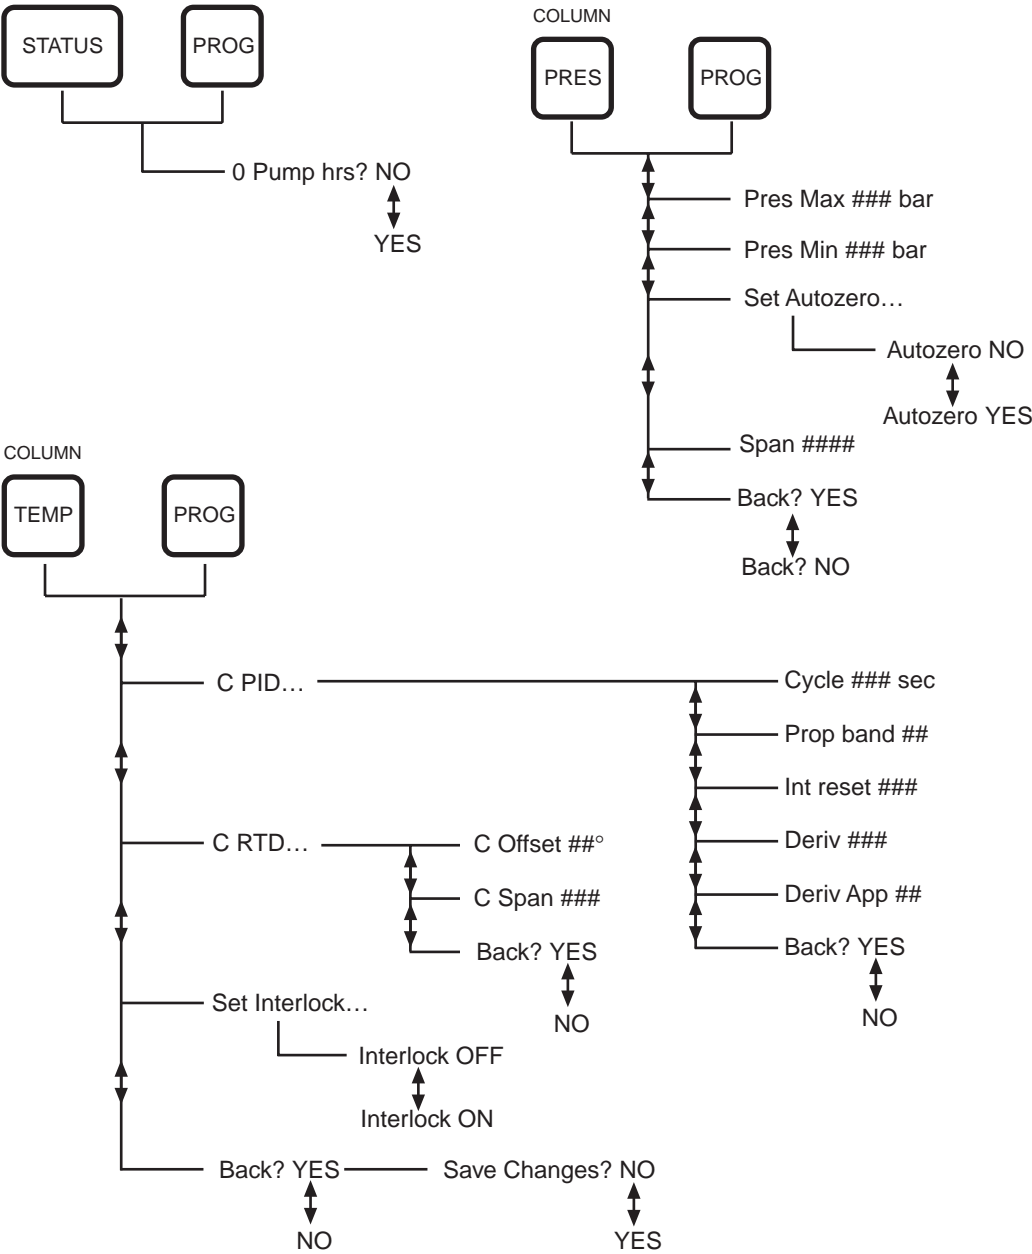 STATUS PROG
0 Pump hrs? NO
YES
COLUMN
PRES PROG
Pres Max ### bar
Pres Min ### bar
Set Autozero…
Autozero NO
Autozero YES
Span ####
Back? YES
Back? NO
COLUMN
TEMP PROG
C PID…
Cycle ### sec
Prop band ##
Int reset ###
Deriv ###
Deriv App ##
Back? YES
NO
C RTD…
C Offset ##°
C Span ###
Back? YES
NO
Set Interlock…
Interlock OFF
Interlock ON
Back? YES
NO
Save Changes? NO
YES